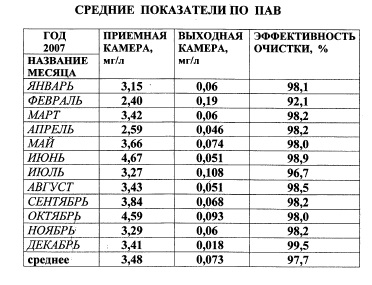 СРЕДНИЕ ПОКАЗАТЕЛИ ПО ПАВ
ГОД 2007 НАЗВАНИЕ МЕСЯЦА ПРИЕМНАЯ КАМЕРА, мг/л ВЫХОДНАЯ КАМЕРА, мг/л ЭФФЕКТИВНОСТЬ ОЧИСТКИ, %
ЯНВАРЬ 3,15 0,06 98,1
ФЕВРАЛЬ 2,40 0,19 92,1
МАРТ 3,42 0,06 98,2
АПРЕЛЬ 2,59 0,046 98,2
МАЙ 3,66 0,074 98,0
ИЮНЬ 4,67 0,051 98,9
ИЮЛЬ 3,27 0,108 96,7
АВГУСТ 3,43 0,051 98,5
СЕНТЯБРЬ 3,84 0,068 98,2
ОКТЯБРЬ 4,59 0,093 98,0
НОЯБРЬ 3,29 0,06 98,2
ДЕКАБРЬ 3,41 0,018 99,5
среднее 3,48 0,073 97,7